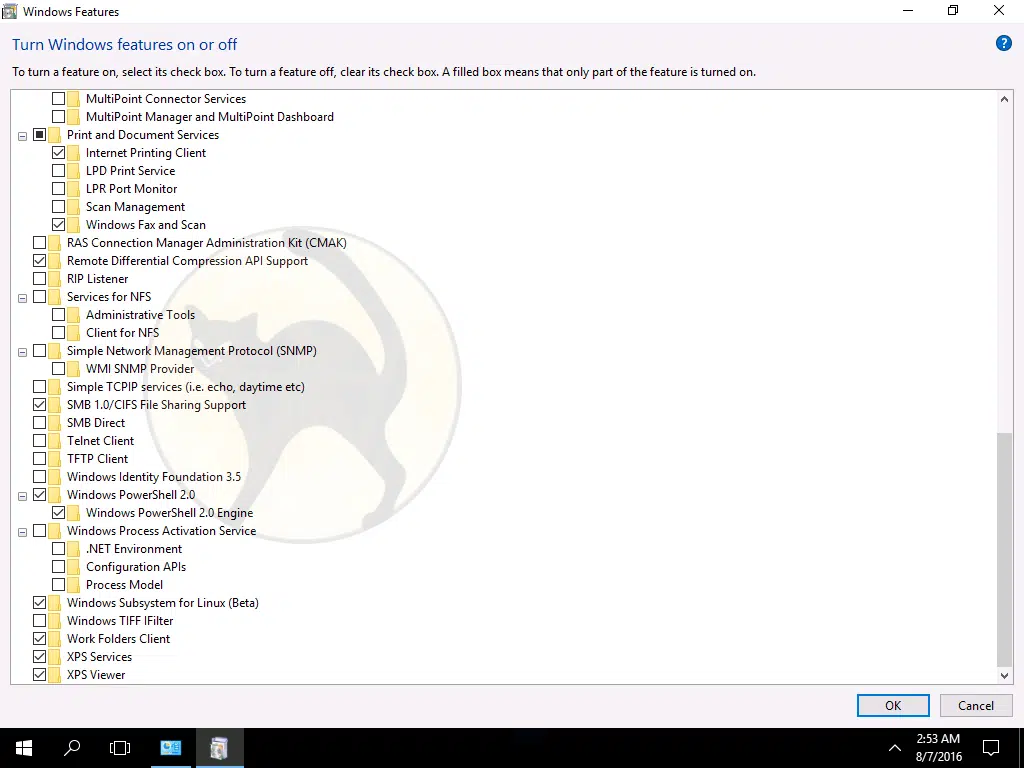 Windows Features
Turn Windows features on or off
To turn a feature on, select its check box. To turn a feature off, clear its check box. A filled box means that only part of the feature is turned on.
MultiPoint Connector Services
MultiPoint Manager and MultiPoint Dashboard
Print and Document Services
Internet Printing Client
LPD Print Service
LPR Port Monitor
Scan Management
Windows Fax and Scan
RAS Connection Manager Administration Kit (CMAK)
Remote Differential Compression API Support
RIP Listener
Services for NFS
Administrative Tools
Client for NFS
Simple Network Management Protocol (SNMP)
WMI SNMP Provider
Simple TCPIP services (i.e. echo, daytime etc)
SMB 1.0/CIFS File Sharing Support
SMB Direct
Telnet Client
TFTP Client
Windows Identity Foundation 3.5
Windows PowerShell 2.0
Windows PowerShell 2.0 Engine
Windows Process Activation Service
.NET Environment
Configuration APIs
Process Model
Windows Subsystem for Linux (Beta)
Windows TIFF IFilter
Work Folders Client
XPS Services
XPS Viewer
OK
Cancel
2:53 AM
8/7/2016